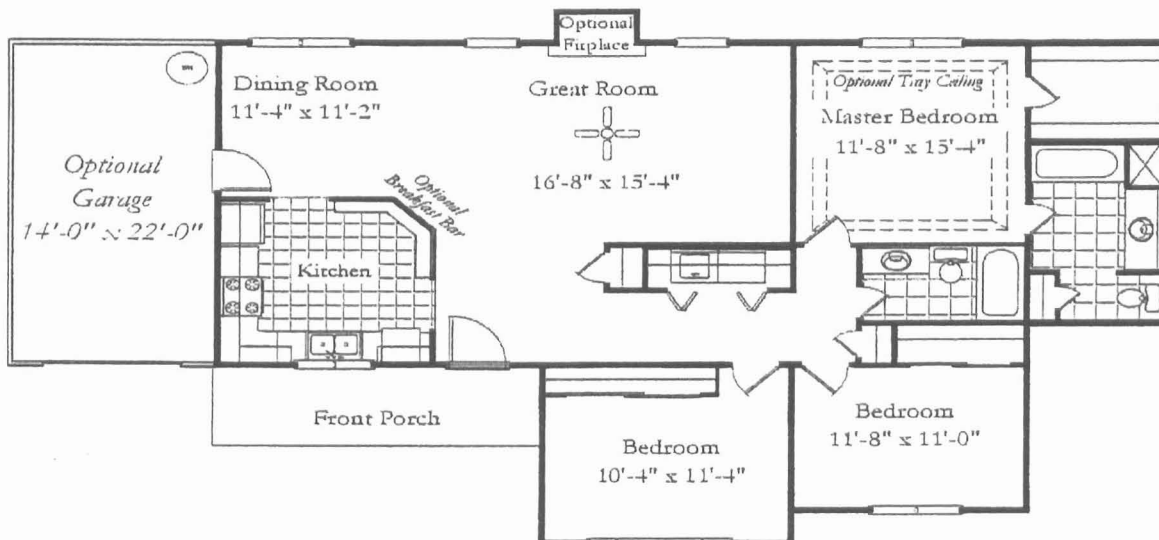 Optional
Fireplace
Dining Room
11'-4" x 11'-2"
Great Room
16'-8" x 15'-4"
Optional Tray Ceiling
Master Bedroom
11'-8" x 15'-4"
Optional
Garage
14'-0" x 22'-0"
Optional
Breakfast Bar
Kitchen
Front Porch
Bedroom
10'-4" x 11'-4"
Bedroom
11'-8" x 11'-0"